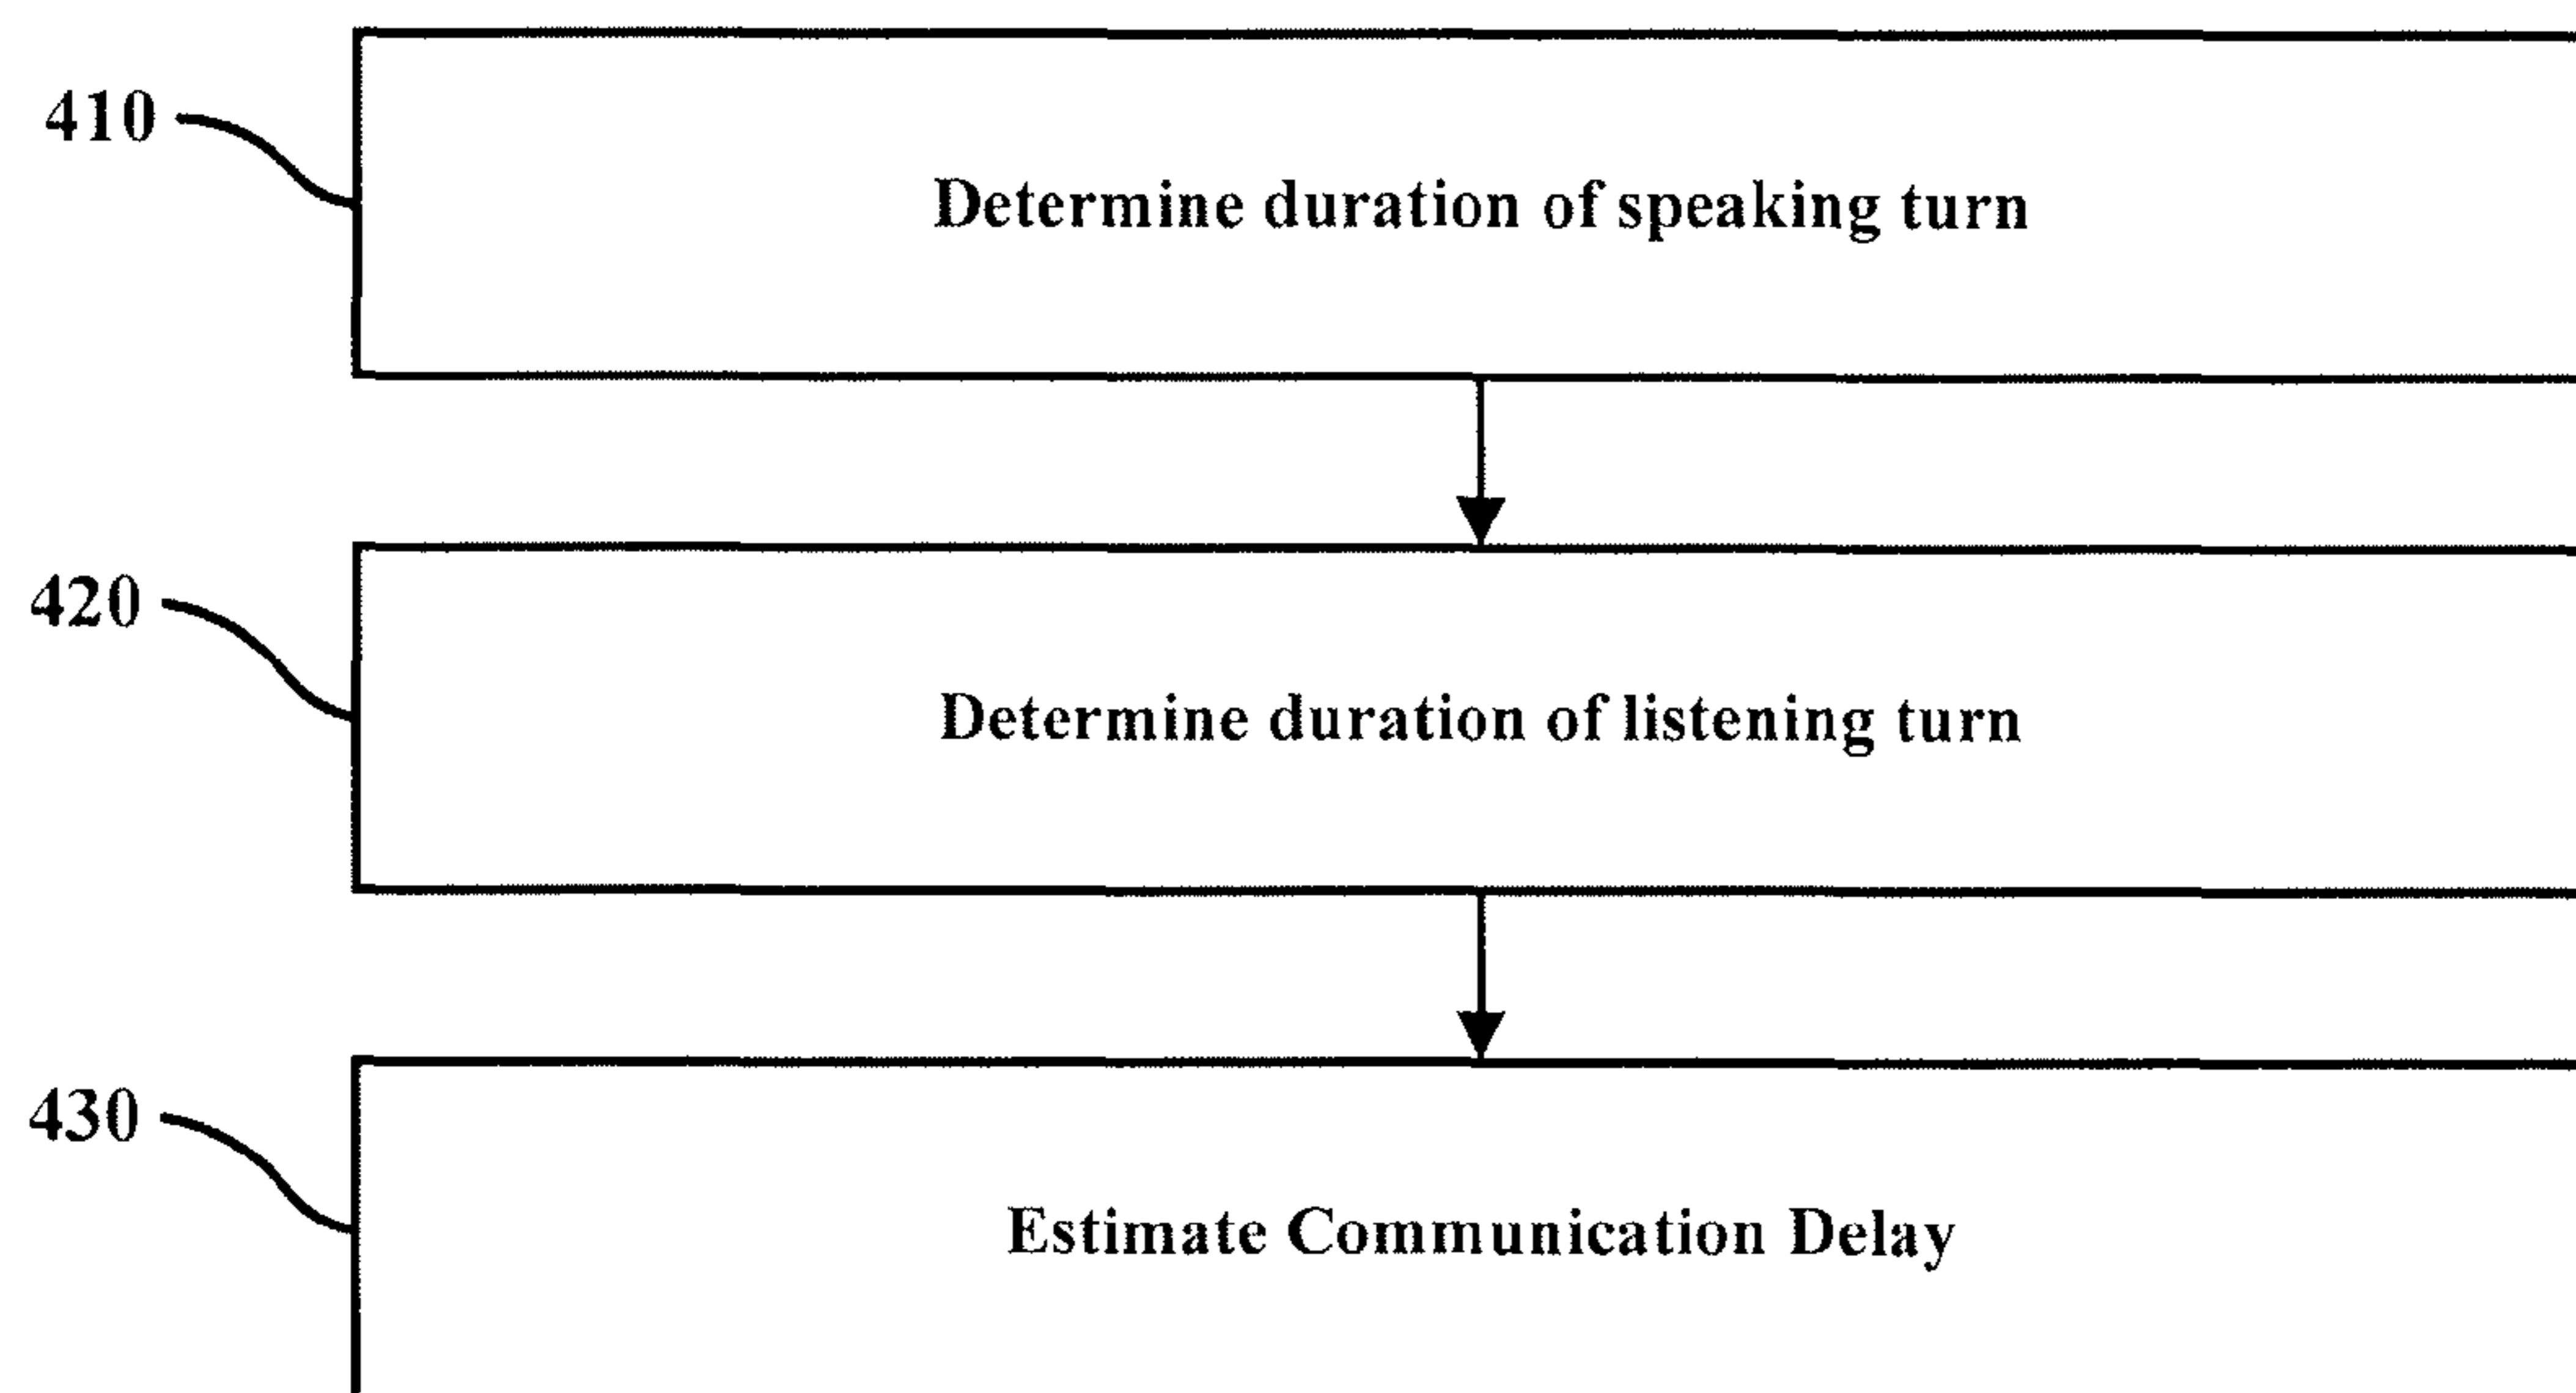 410
Determine duration of speaking turn
420
Determine duration of listening turn
430
Estimate Communication Delay